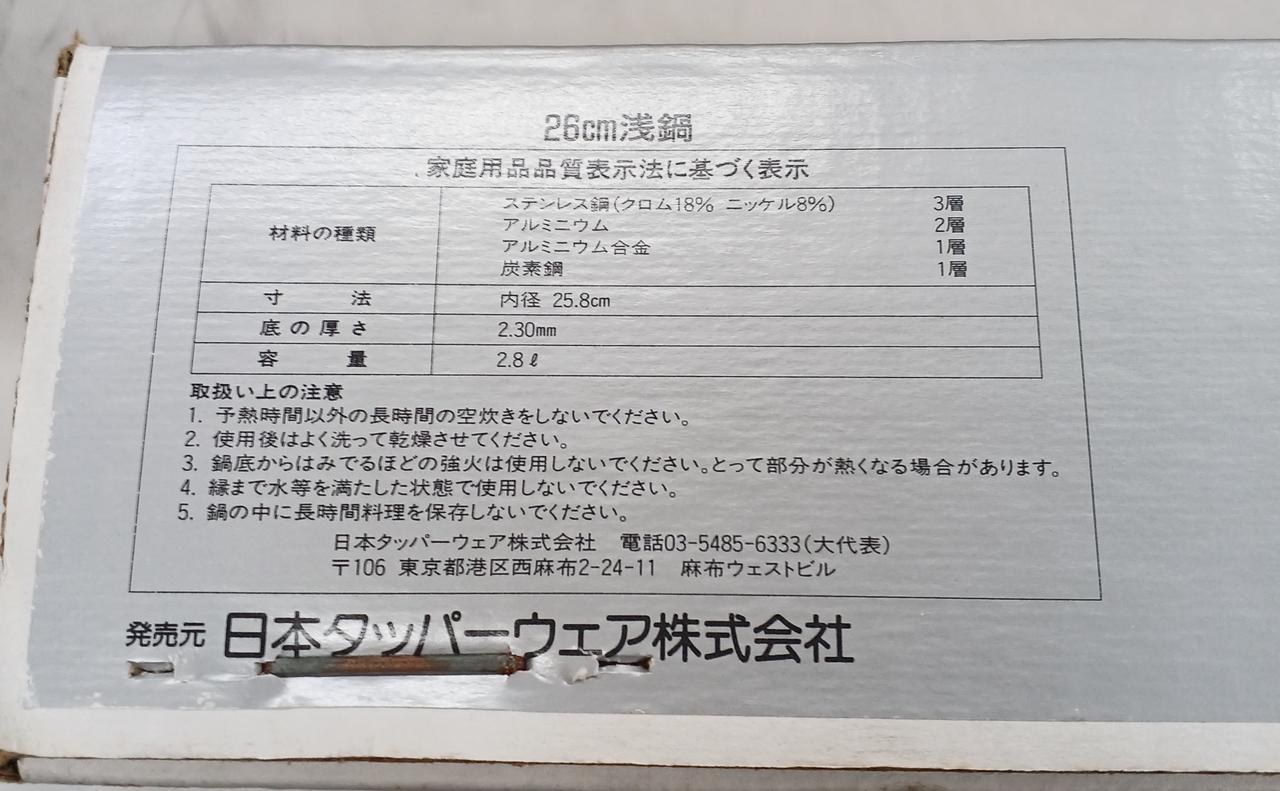 26cm浅鍋
家庭用品品質表示法に基づく表示
材料の種類
ステンレス鋼(クロム18% ニッケル8%) 3層
アルミニウム 2層
アルミニウム合金 1層
炭素鋼 1層
寸法 内径 25.8cm
底の厚さ 2.30mm
容量 2.8ℓ
取扱い上の注意
1. 予熱時間以外の長時間の空炊きをしないでください。
2. 使用後はよく洗って乾燥させてください。
3. 鍋底からはみでるほどの強火は使用しないでください。とって部分が熱くなる場合があります。
4. 縁まで水等を満たした状態で使用しないでください。
5. 鍋の中に長時間料理を保存しないでください。
日本タッパーウェア株式会社 電話03-5485-6333(大代表)
〒106 東京都港区西麻布2-24-11 麻布ウェストビル
発売元 日本タッパーウェア株式会社